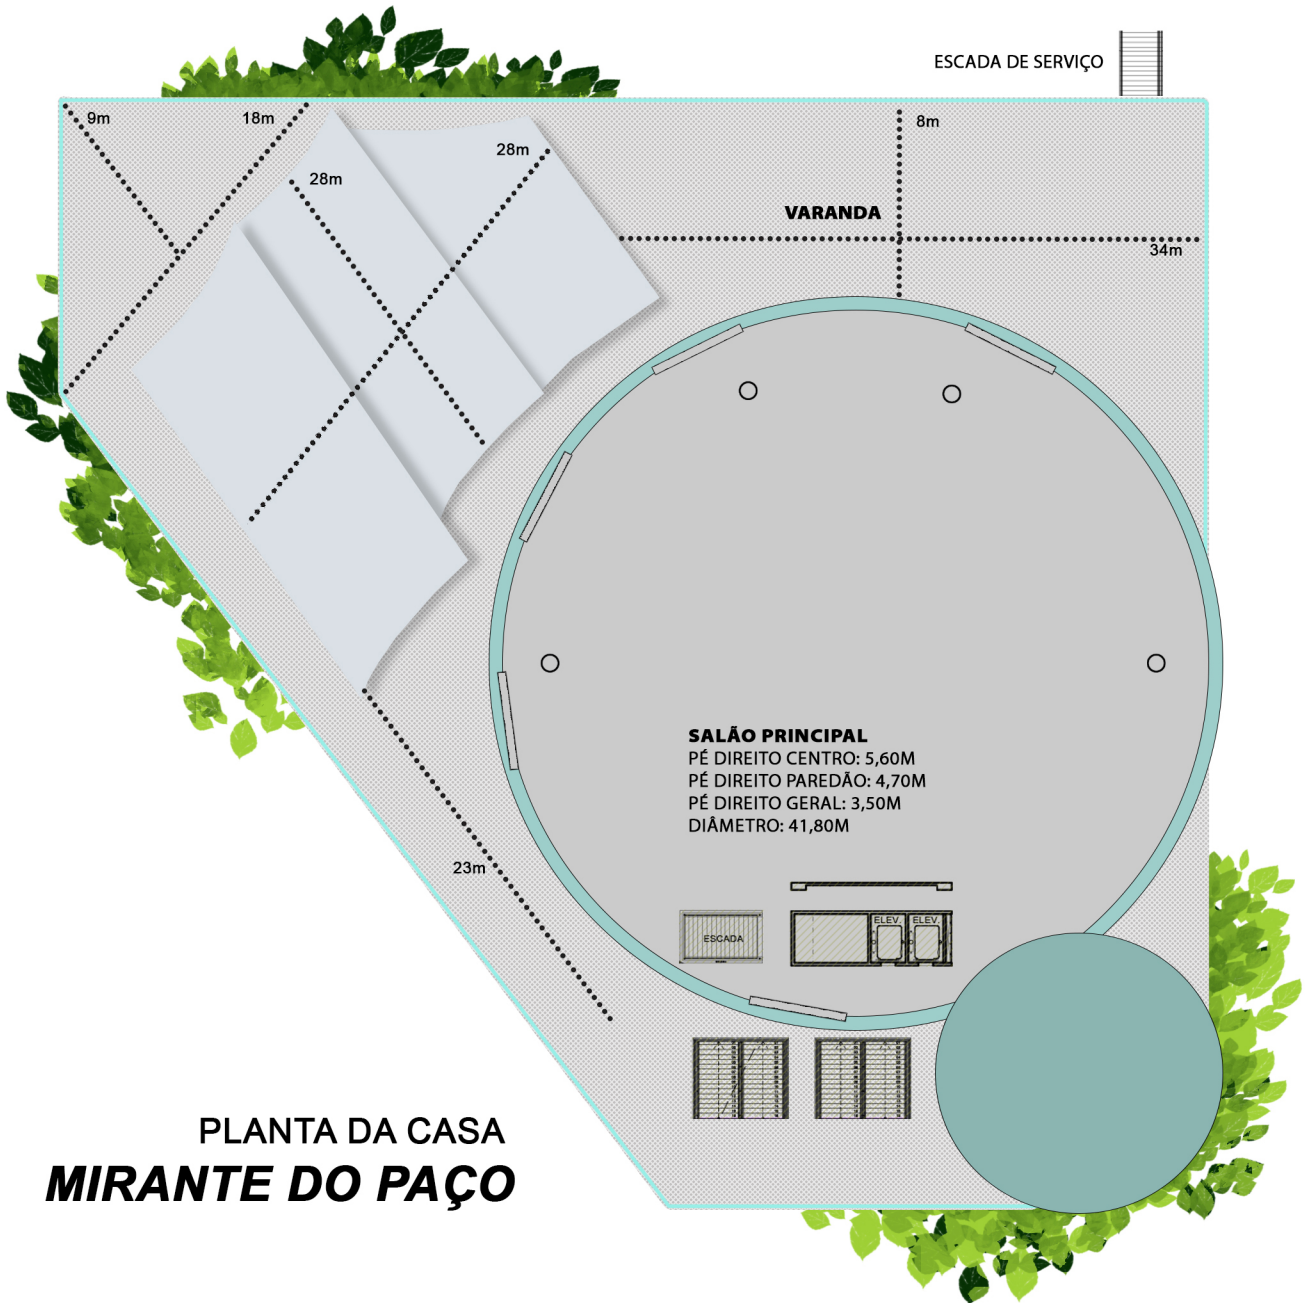 ESCADA DE SERVIÇO
9m
18m
8m
28m
28m
VARANDA
34m
SALÃO PRINCIPAL
PÉ DIREITO CENTRO: 5,60M
PÉ DIREITO PAREDÃO: 4,70M
PÉ DIREITO GERAL: 3,50M
DIÂMETRO: 41,80M
23m
ELEV.
ELEV.
ESCADA
PLANTA DA CASA
MIRANTE DO PAÇO